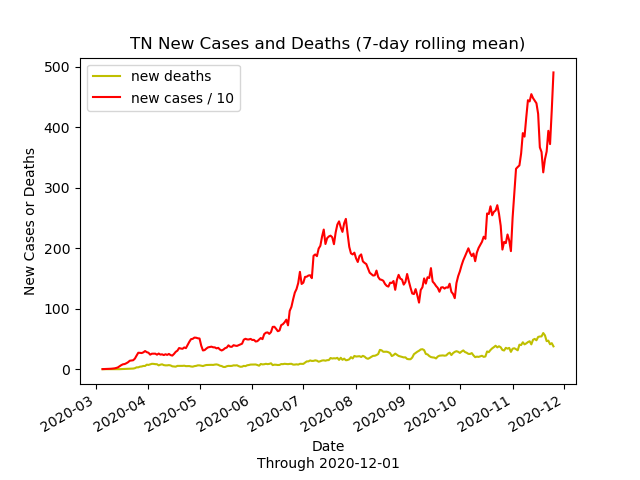 TN New Cases and Deaths (7-day rolling mean)
new deaths
new cases / 10
500
400
300
200
100
0
New Cases or Deaths
2020-03
2020-04
2020-05
2020-06
2020-07
2020-08
2020-09
2020-10
2020-11
2020-12
Date
Through 2020-12-01